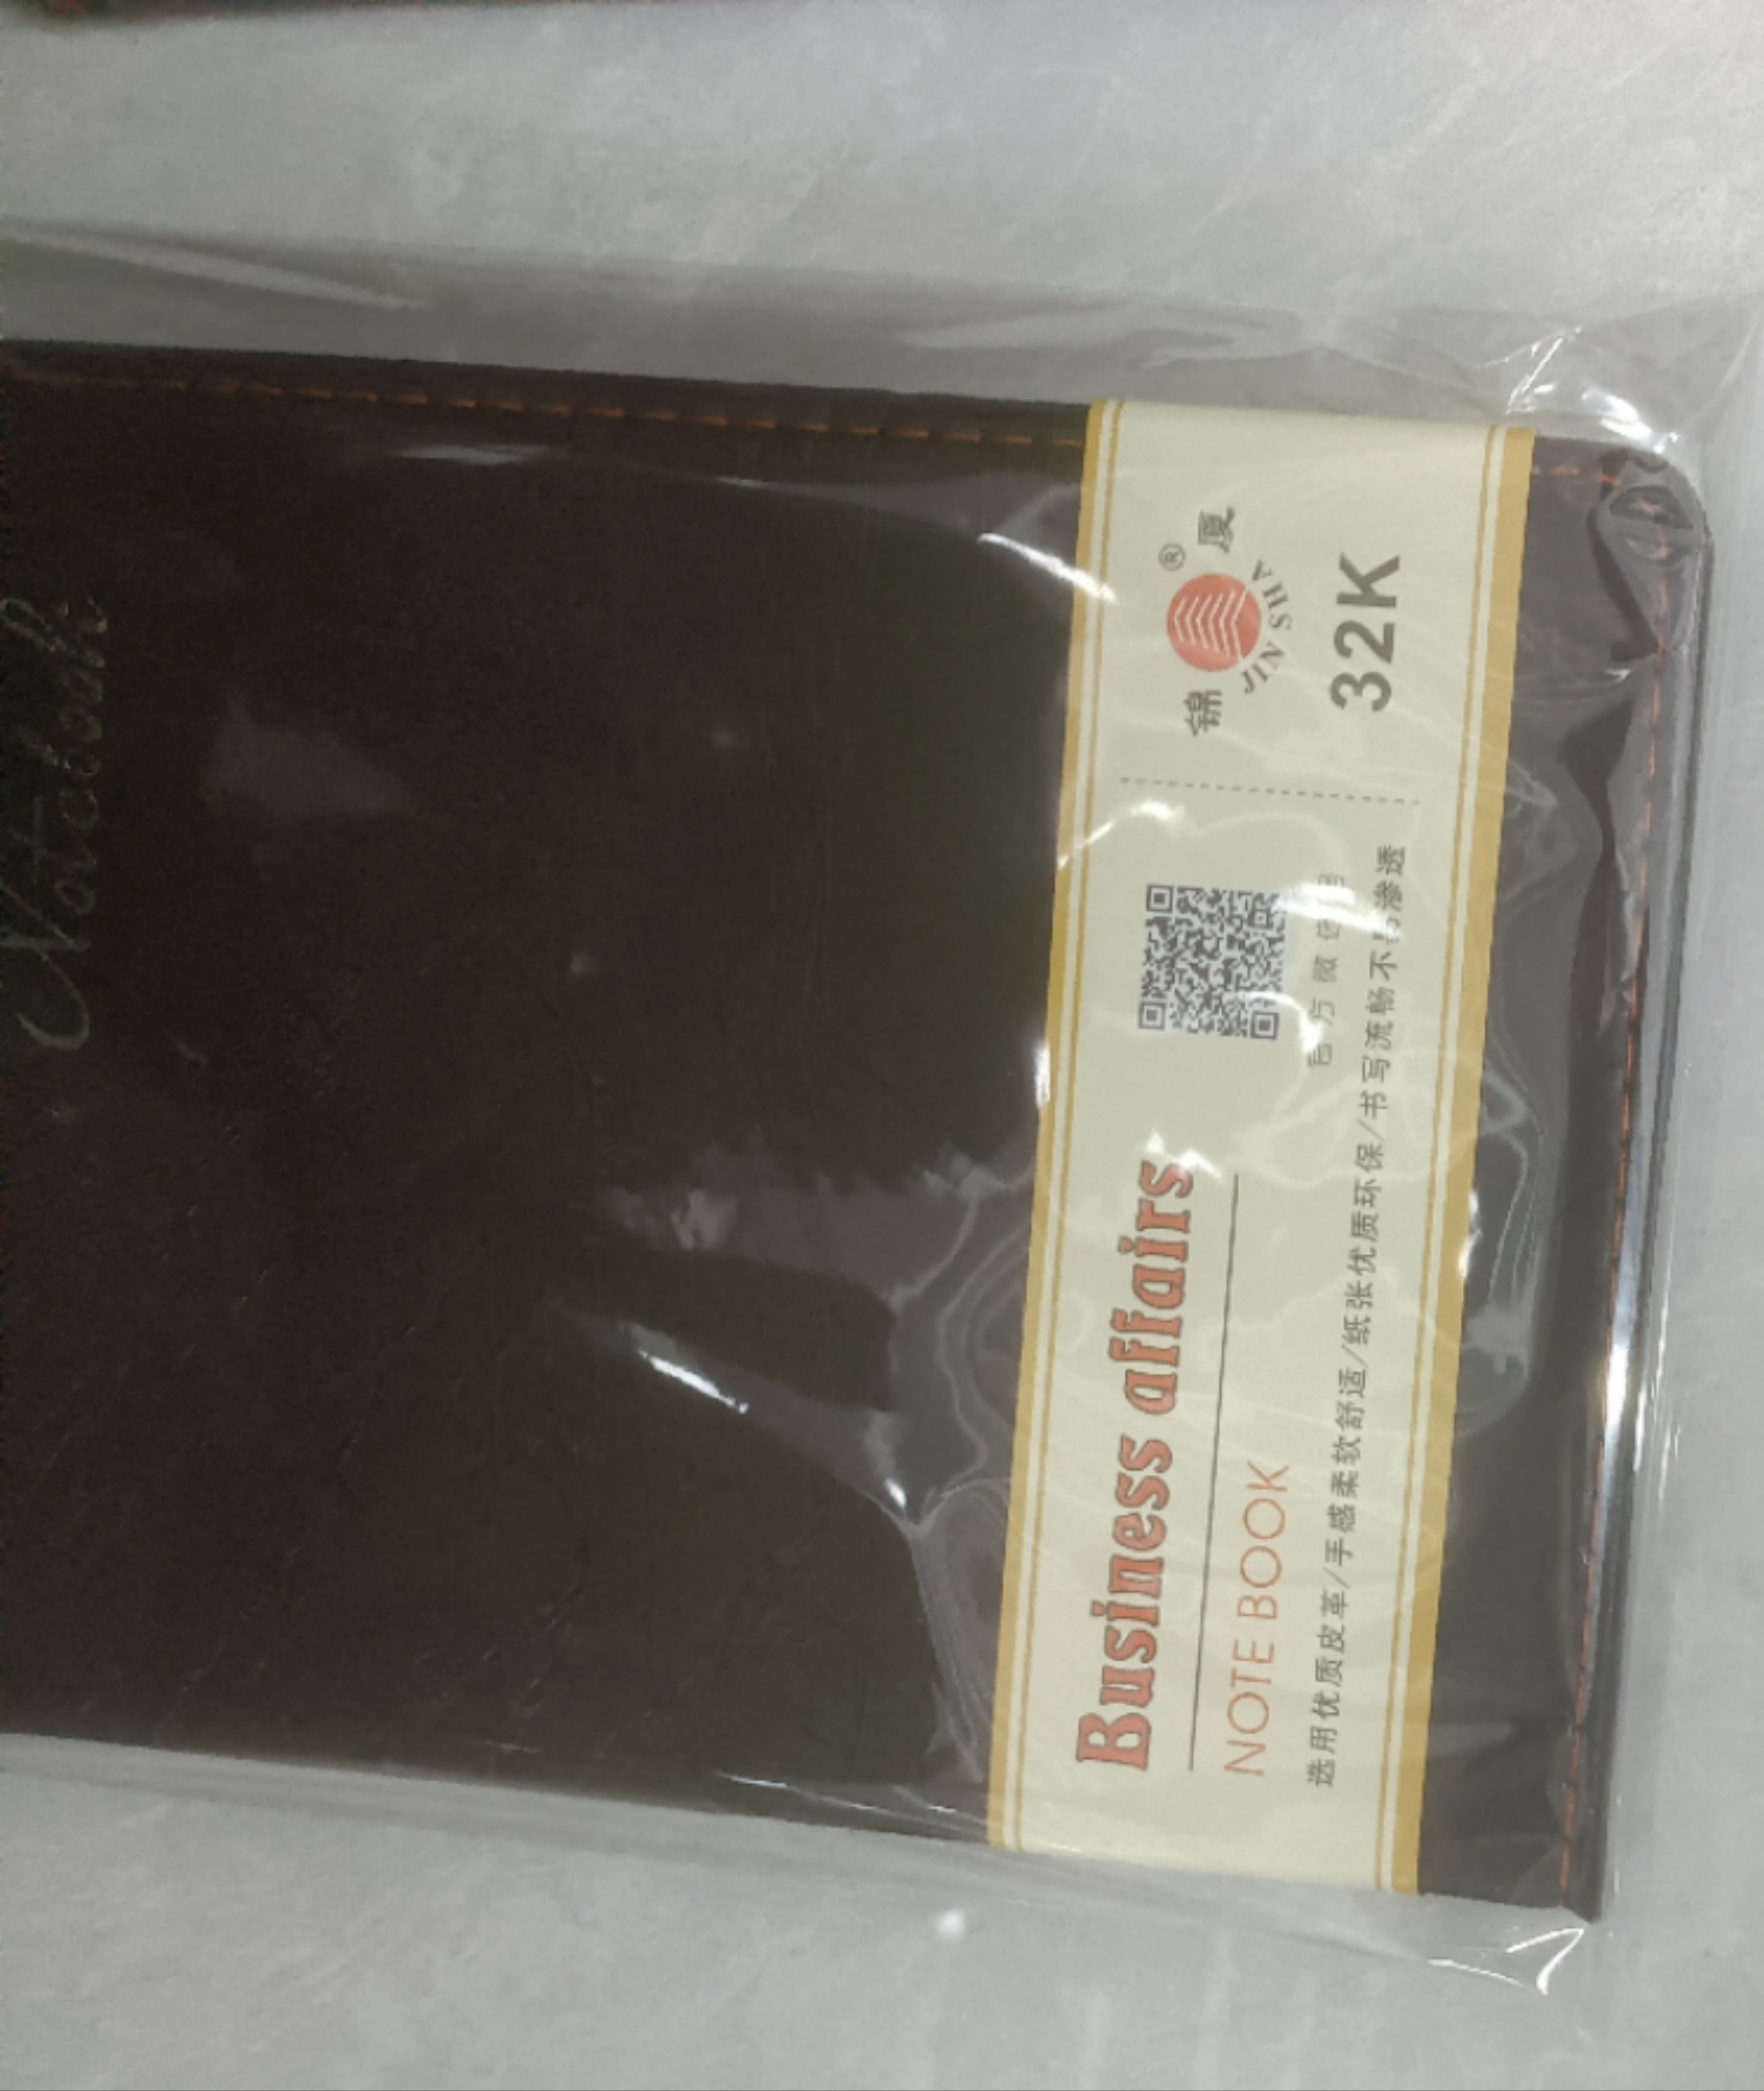 Notebook
Business affairs
NOTE BOOK
选用优质皮革/手感柔软舒适/纸张优质环保/书写流畅不易渗透
官方微信号
锦厦
®
JIN SHA
32K